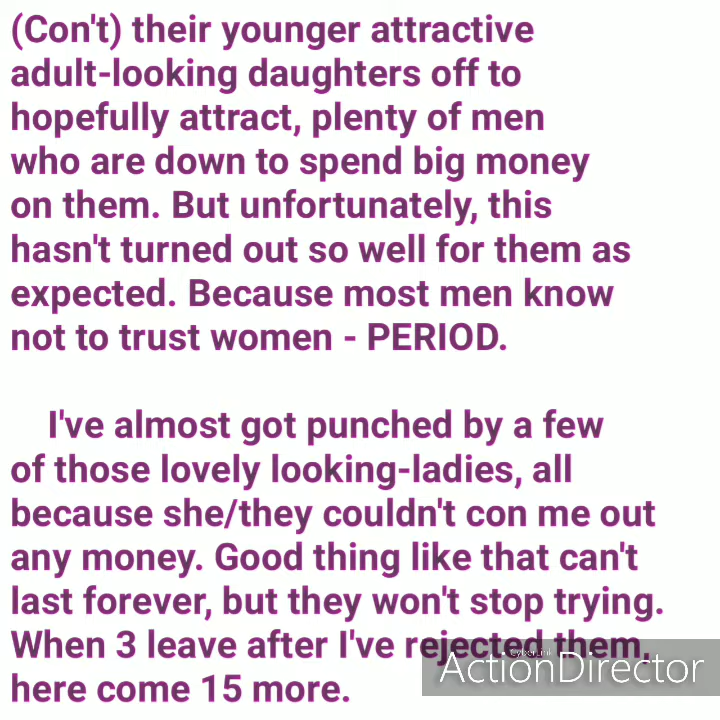 (Con't) their younger attractive
adult-looking daughters off to
hopefully attract, plenty of men
who are down to spend big money
on them. But unfortunately, this
hasn't turned out so well for them as
expected. Because most men know
not to trust women - PERIOD.
I've almost got punched by a few
of those lovely looking-ladies, all
because she/they couldn't con me out
any money. Good thing like that can't
last forever, but they won't stop trying.
When 3 leave after I've rejected them,
here come 15 more.
CyberLink
ActionDirector